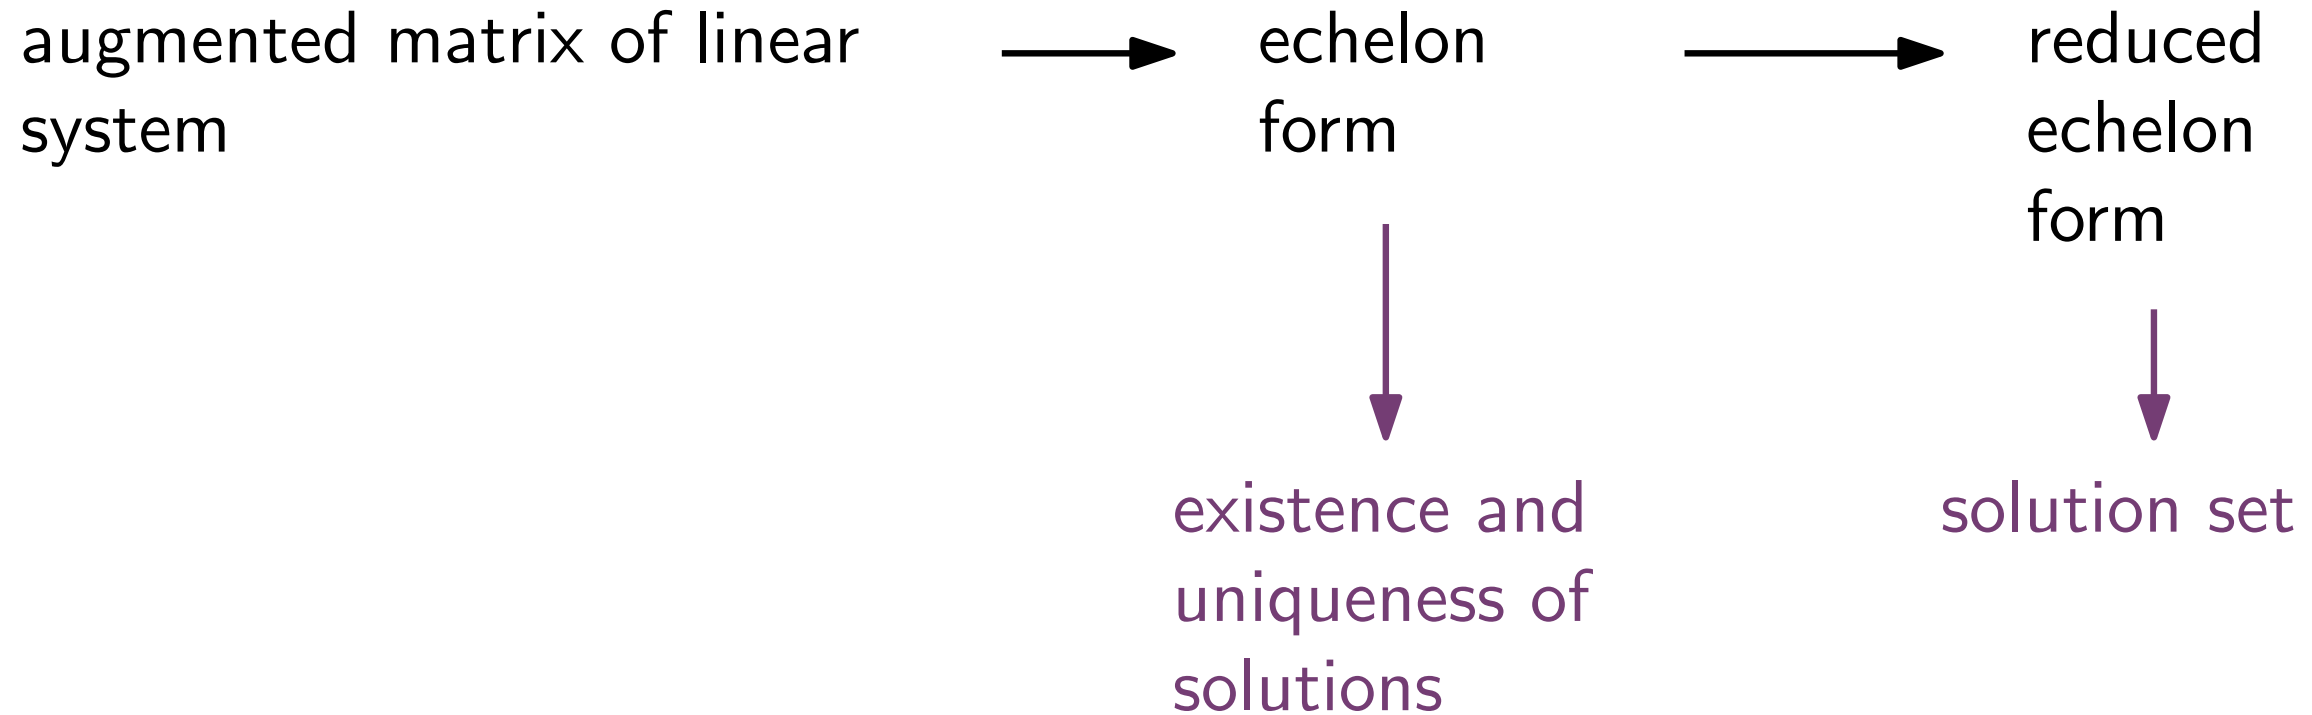 augmented matrix of linear
system
echelon
form
reduced
echelon
form
existence and
uniqueness of
solutions
solution set